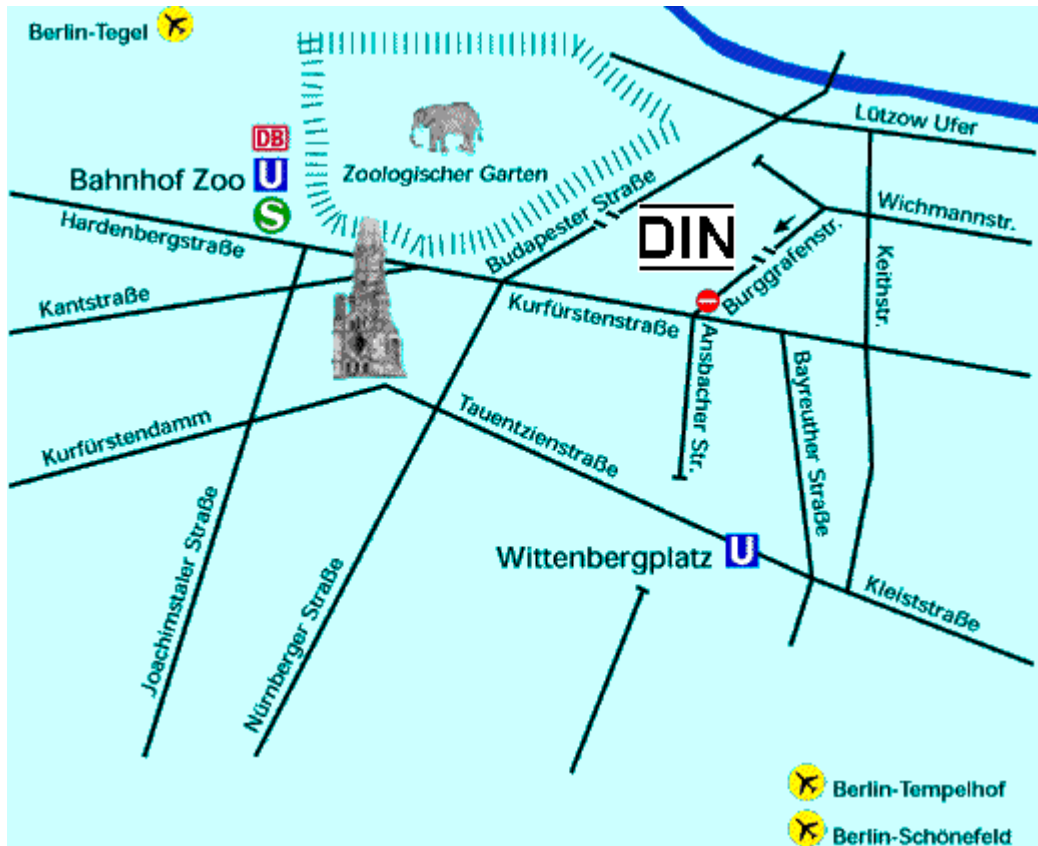 Berlin-Tegel
DB
Bahnhof Zoo U
S
Zoologischer Garten
Lützow Ufer
Hardenbergstraße
Budapester Straße
DIN
Wichmannstr.
Burggrafenstr.
Keithstr.
Kantstraße
Kurfürstenstraße
Ansbacher Str.
Bayreuther Straße
Kurfürstendamm
Tauentzienstraße
Wittenbergplatz U
Joachimstaler Straße
Nürnberger Straße
Kleiststraße
Berlin-Tempelhof
Berlin-Schönefeld